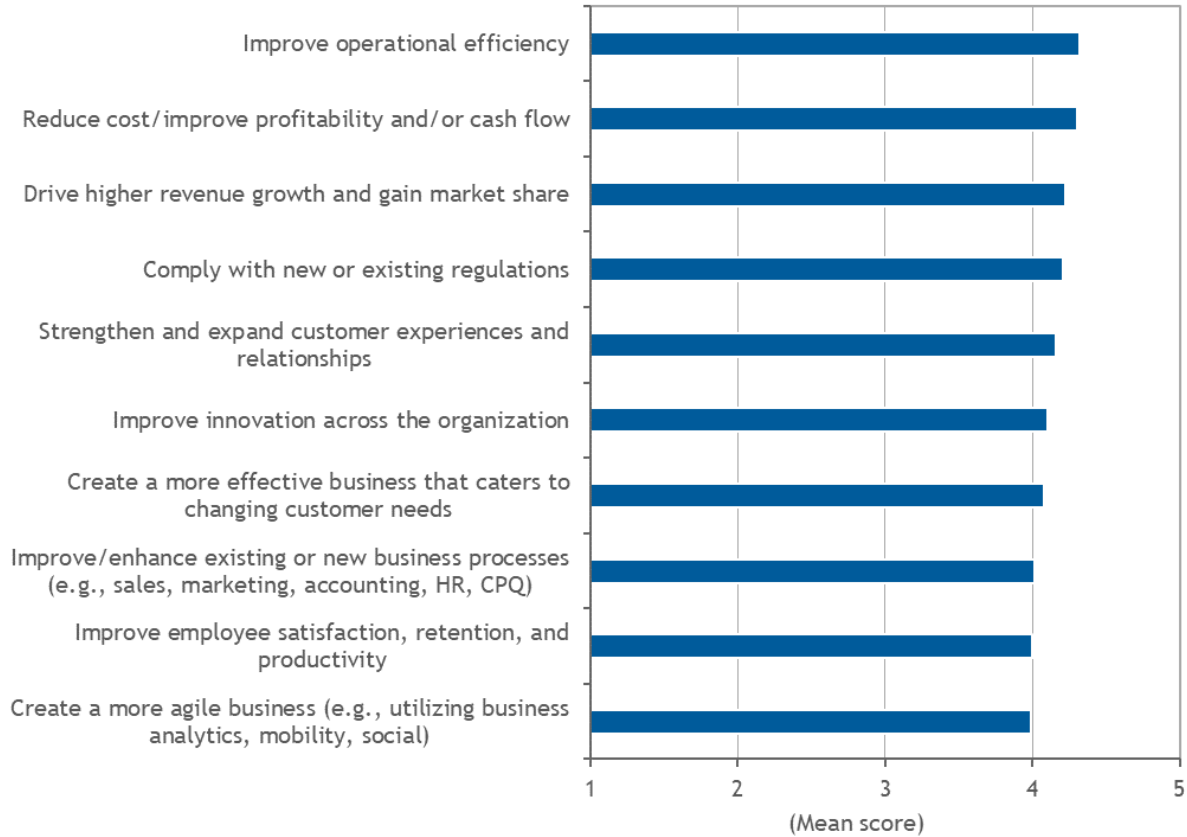 Improve operational efficiency
Reduce cost/improve profitability and/or cash flow
Drive higher revenue growth and gain market share
Comply with new or existing regulations
Strengthen and expand customer experiences and
relationships
Improve innovation across the organization
Create a more effective business that caters to
changing customer needs
Improve/enhance existing or new business processes
(e.g., sales, marketing, accounting, HR, CPQ)
Improve employee satisfaction, retention, and
productivity
Create a more agile business (e.g., utilizing business
analytics, mobility, social)
1 2 3 4 5
(Mean score)